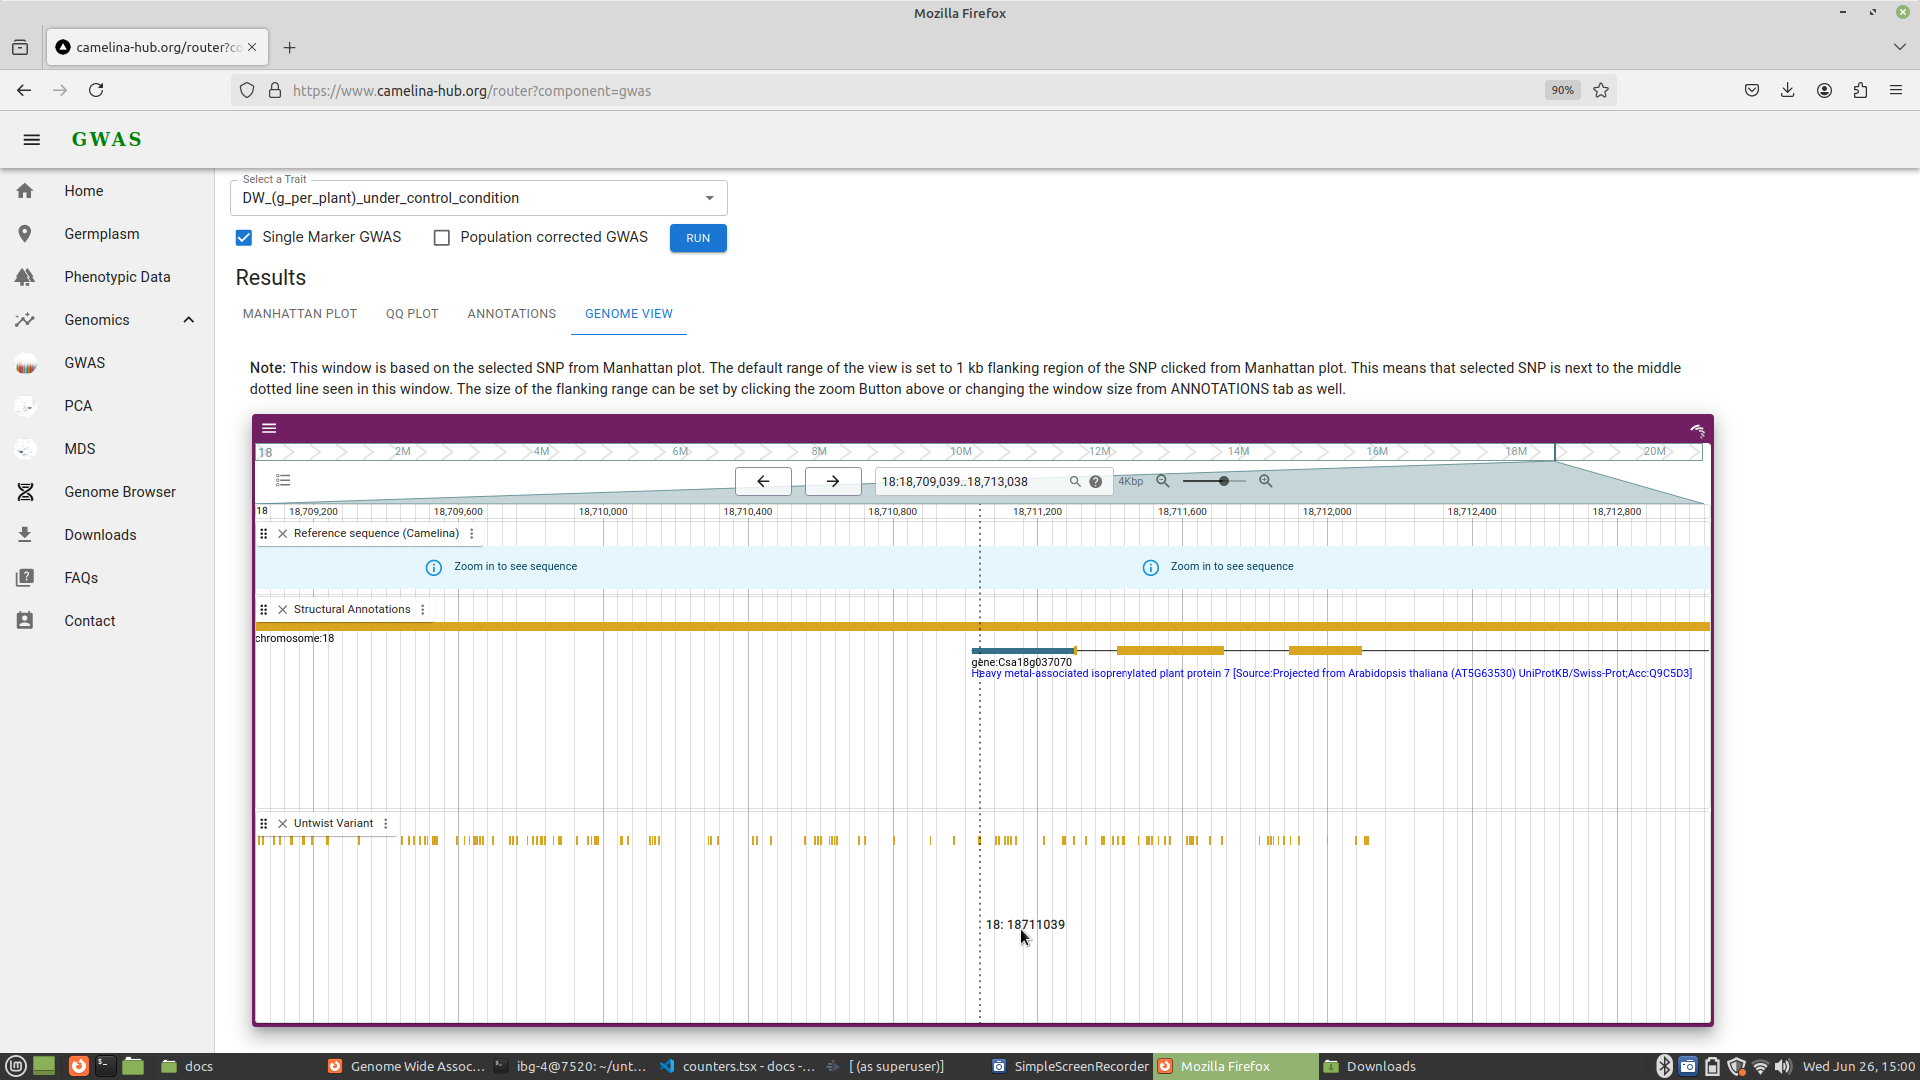 Mozilla Firefox
camelina-hub.org/router?co
https://www.camelina-hub.org/router?component=gwas
90%
GWAS
Home
Germplasm
Phenotypic Data
Genomics
GWAS
PCA
MDS
Genome Browser
Downloads
FAQs
Contact
Select a Trait
DW_(g_per_plant)_under_control_condition
Single Marker GWAS
Population corrected GWAS
RUN
Results
MANHATTAN PLOT
QQ PLOT
ANNOTATIONS
GENOME VIEW
Note: This window is based on the selected SNP from Manhattan plot. The default range of the view is set to 1 kb flanking region of the SNP clicked from Manhattan plot. This means that selected SNP is next to the middle
dotted line seen in this window. The size of the flanking range can be set by clicking the zoom Button above or changing the window size from ANNOTATIONS tab as well.
18 2M 4M 6M 8M 10M 12M 14M 16M 18M 20M
18:18,709,039..18,713,038
4Kbp
18 18,709,200 18,709,600 18,710,000 18,710,400 18,710,800 18,711,200 18,711,600 18,712,000 18,712,400 18,712,800
Reference sequence (Camelina)
Zoom in to see sequence
Zoom in to see sequence
Structural Annotations
chromosome:18
gene:Csa18g037070
Heavy metal-associated isoprenylated plant protein 7 [Source:Projected from Arabidopsis thaliana (AT5G63530) UniProtKB/Swiss-Prot;Acc:Q9C5D3]
Untwist Variant
18: 18711039
docs
Genome Wide Assoc...
ibg-4@7520: ~/unt...
counters.tsx - docs -...
[ (as superuser)]
SimpleScreenRecorder
Mozilla Firefox
Downloads
Wed Jun 26, 15:00